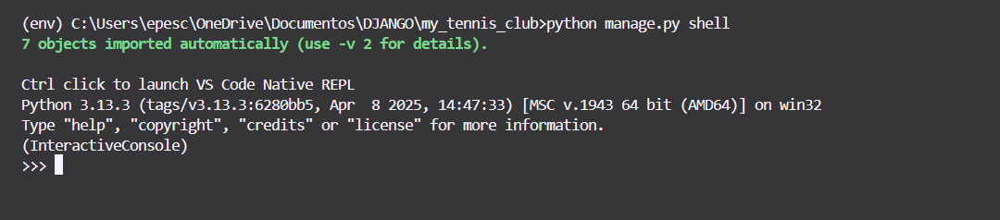 (env) C:\Users\epesc\OneDrive\Documentos\DJANGO\my_tennis_club>python manage.py shell
7 objects imported automatically (use -v 2 for details).
Ctrl click to launch VS Code Native REPL
Python 3.13.3 (tags/v3.13.3:6280bb5, Apr  8 2025, 14:47:33) [MSC v.1943 64 bit (AMD64)] on win32
Type "help", "copyright", "credits" or "license" for more information.
(InteractiveConsole)
>>>